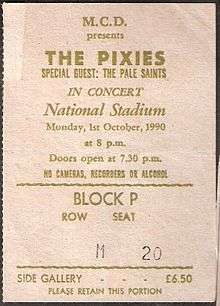 M.C.D.
presents
THE PIXIES
SPECIAL GUEST: THE PALE SAINTS
IN CONCERT
National Stadium
Monday, 1st October, 1990
at 8 p.m.
Doors open at 7.30 p.m.
NO CAMERAS, RECORDERS OR ALCOHOL
BLOCK P
ROW SEAT
M 20
SIDE GALLERY - - £6.50
PLEASE RETAIN THIS PORTION